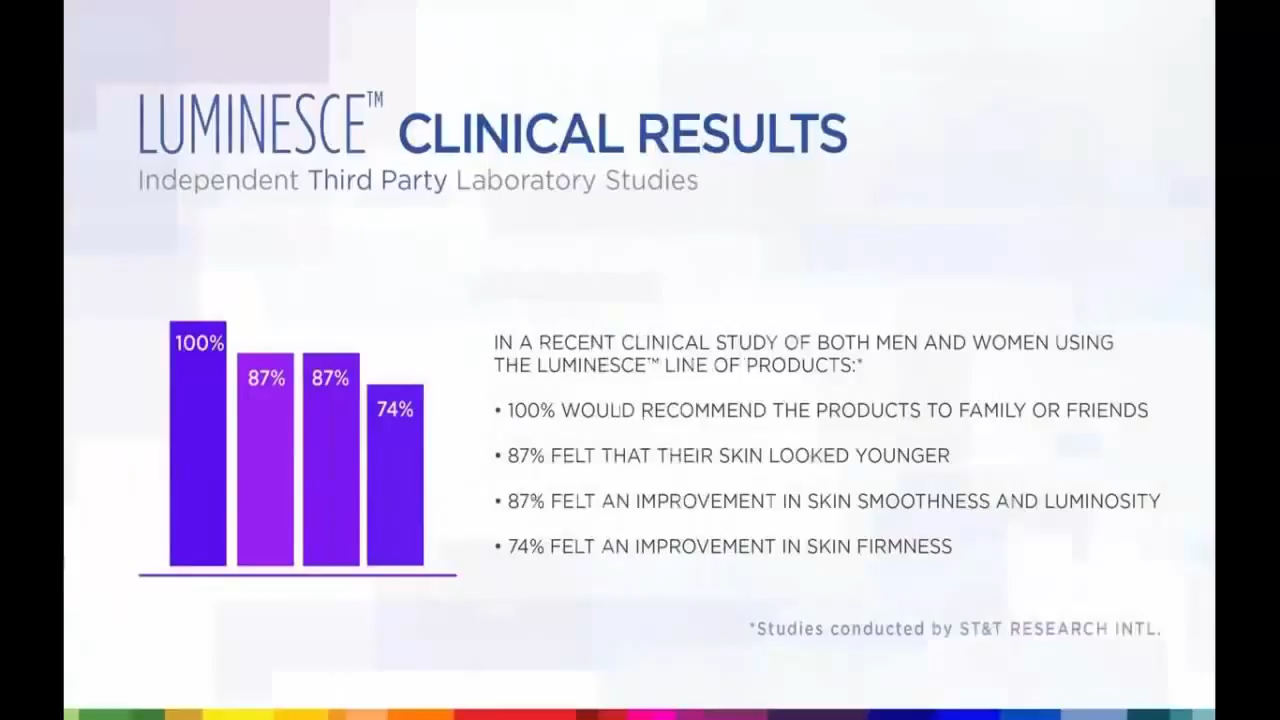 LUMINESCE™ CLINICAL RESULTS
Independent Third Party Laboratory Studies
100%
87%
87%
74%
IN A RECENT CLINICAL STUDY OF BOTH MEN AND WOMEN USING
THE LUMINESCE™ LINE OF PRODUCTS:*
• 100% WOULD RECOMMEND THE PRODUCTS TO FAMILY OR FRIENDS
• 87% FELT THAT THEIR SKIN LOOKED YOUNGER
• 87% FELT AN IMPROVEMENT IN SKIN SMOOTHNESS AND LUMINOSITY
• 74% FELT AN IMPROVEMENT IN SKIN FIRMNESS
*Studies conducted by ST&T RESEARCH INTL.